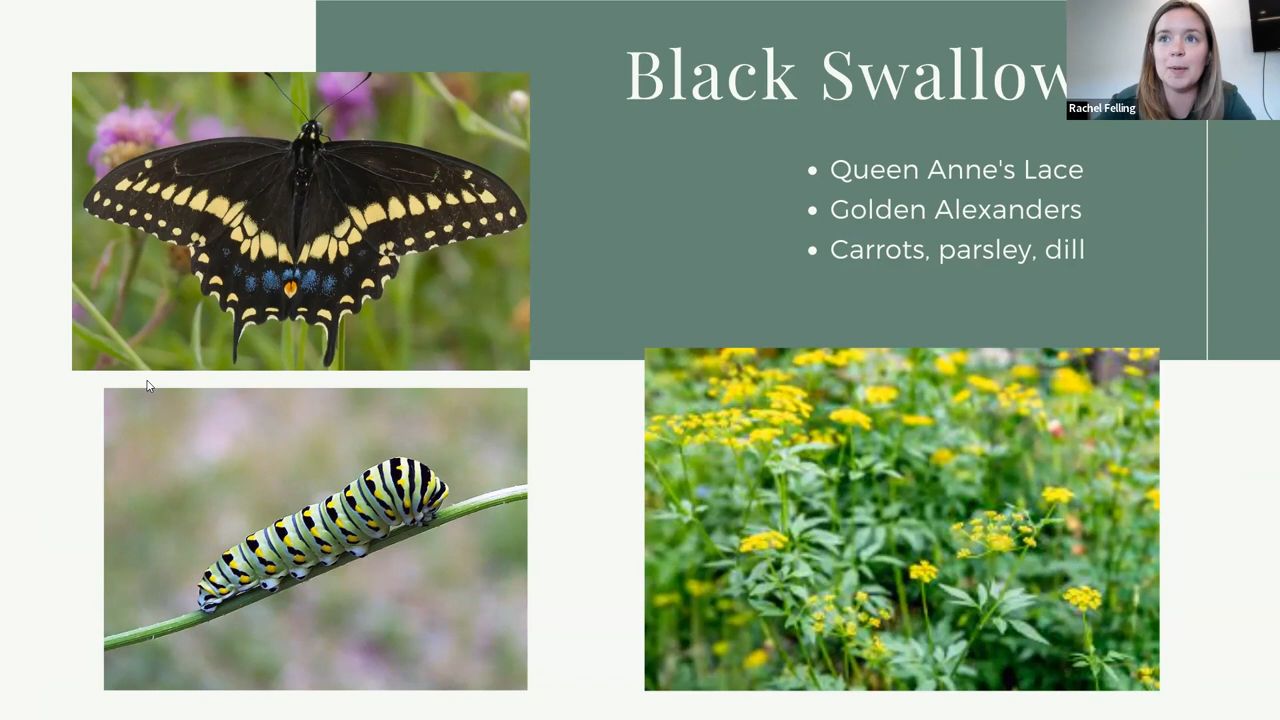 Black Swallow
Rachel Felling
• Queen Anne's Lace
• Golden Alexanders
• Carrots, parsley, dill